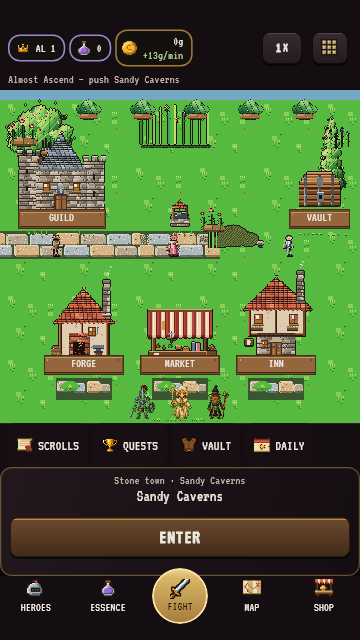 AL 1
0
0g
+13g/min
1X
Almost Ascend – push Sandy Caverns
GUILD
VAULT
FORGE
MARKET
INN
SCROLLS
QUESTS
VAULT
DAILY
Stone town · Sandy Caverns
Sandy Caverns
ENTER
HEROES
ESSENCE
FIGHT
MAP
SHOP